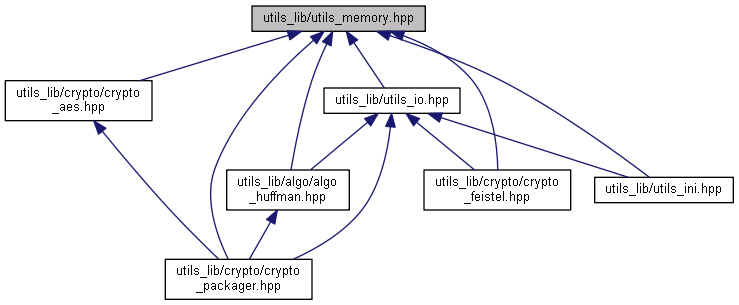 utils_lib/utils_memory.hpp
utils_lib/crypto/crypto
_aes.hpp
utils_lib/utils_io.hpp
utils_lib/algo/algo
_huffman.hpp
utils_lib/crypto/crypto
_feistel.hpp
utils_lib/utils_ini.hpp
utils_lib/crypto/crypto
_packager.hpp